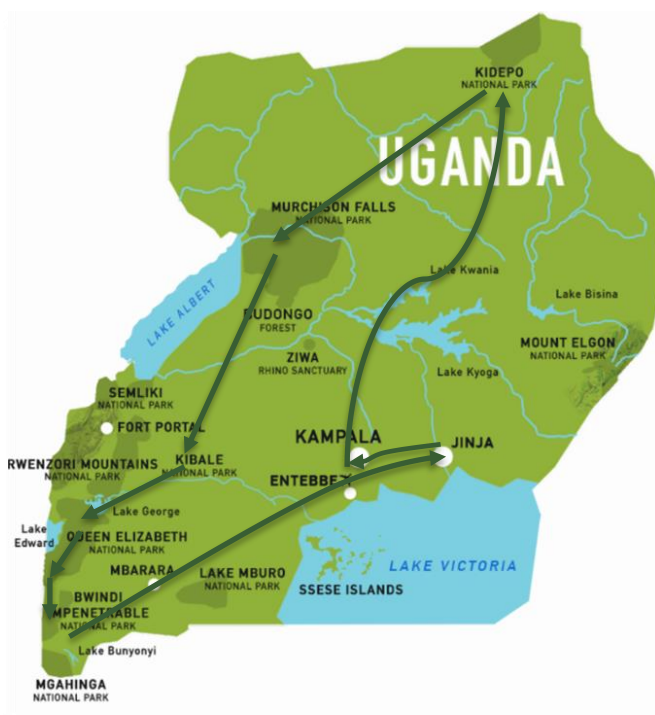 KIDEPO
NATIONAL PARK
UGANDA
MURCHISON FALLS
NATIONAL PARK
Lake Kwania
LAKE ALBERT
Lake Bisina
BUDONGO
FOREST
MOUNT ELGON
NATIONAL PARK
ZIWA
RHINO SANCTUARY
Lake Kyoga
SEMLIKI
NATIONAL PARK
FORT PORTAL
KAMPALA
JINJA
RWENZORI MOUNTAINS
NATIONAL PARK
KIBALE
NATIONAL PARK
ENTEBBE
Lake George
Lake
Edward
QUEEN ELIZABETH
NATIONAL PARK
LAKE VICTORIA
MBARARA
LAKE MBURO
NATIONAL PARK
SSESE ISLANDS
BWINDI
MPENETRABLE
NATIONAL PARK
Lake Bunyonyi
MGAHINGA
NATIONAL PARK